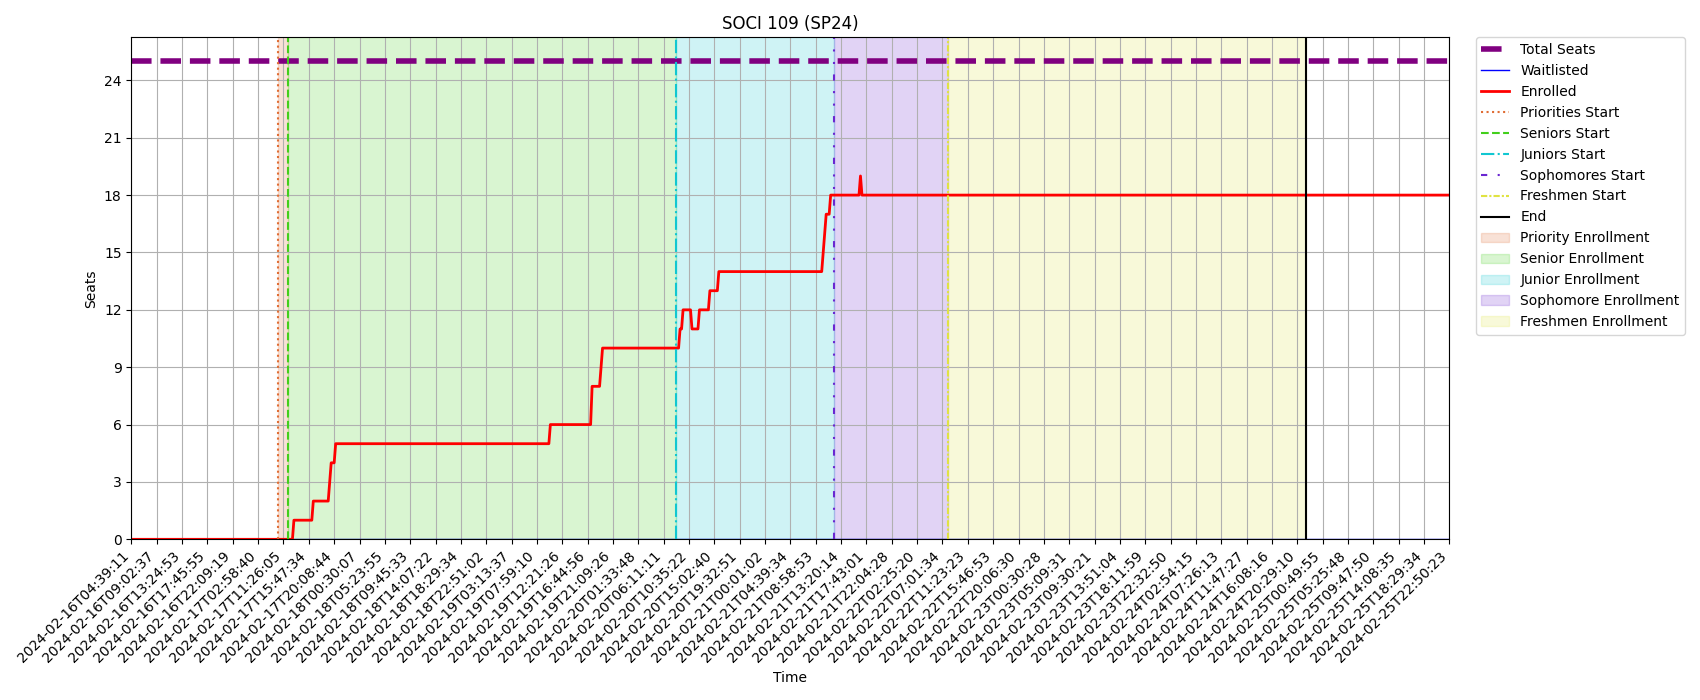 SOCI 109 (SP24)
Seats
24
21
18
15
12
9
6
3
0
2024-02-16T04:39:11
2024-02-16T09:02:37
2024-02-16T13:24:53
2024-02-16T17:45:55
2024-02-16T22:09:19
2024-02-17T02:58:40
2024-02-17T11:26:05
2024-02-17T15:47:34
2024-02-17T20:08:44
2024-02-18T00:30:07
2024-02-18T05:23:55
2024-02-18T09:45:33
2024-02-18T14:07:22
2024-02-18T18:29:34
2024-02-18T22:51:02
2024-02-19T03:13:37
2024-02-19T07:59:10
2024-02-19T12:21:26
2024-02-19T16:44:56
2024-02-19T21:09:26
2024-02-20T01:33:48
2024-02-20T06:11:11
2024-02-20T10:35:22
2024-02-20T15:02:40
2024-02-20T19:32:51
2024-02-21T00:01:02
2024-02-21T04:39:34
2024-02-21T08:58:53
2024-02-21T13:20:14
2024-02-21T17:43:01
2024-02-21T22:04:28
2024-02-22T02:25:20
2024-02-22T07:01:34
2024-02-22T11:23:23
2024-02-22T15:46:53
2024-02-22T20:06:30
2024-02-23T00:30:28
2024-02-23T05:09:31
2024-02-23T09:30:21
2024-02-23T13:51:04
2024-02-23T18:11:59
2024-02-23T22:32:50
2024-02-24T02:54:15
2024-02-24T07:26:13
2024-02-24T11:47:27
2024-02-24T16:08:16
2024-02-24T20:29:10
2024-02-25T00:49:55
2024-02-25T05:25:48
2024-02-25T09:47:50
2024-02-25T14:08:35
2024-02-25T18:29:34
2024-02-25T22:50:23
Time
Total Seats
Waitlisted
Enrolled
Priorities Start
Seniors Start
Juniors Start
Sophomores Start
Freshmen Start
End
Priority Enrollment
Senior Enrollment
Junior Enrollment
Sophomore Enrollment
Freshmen Enrollment